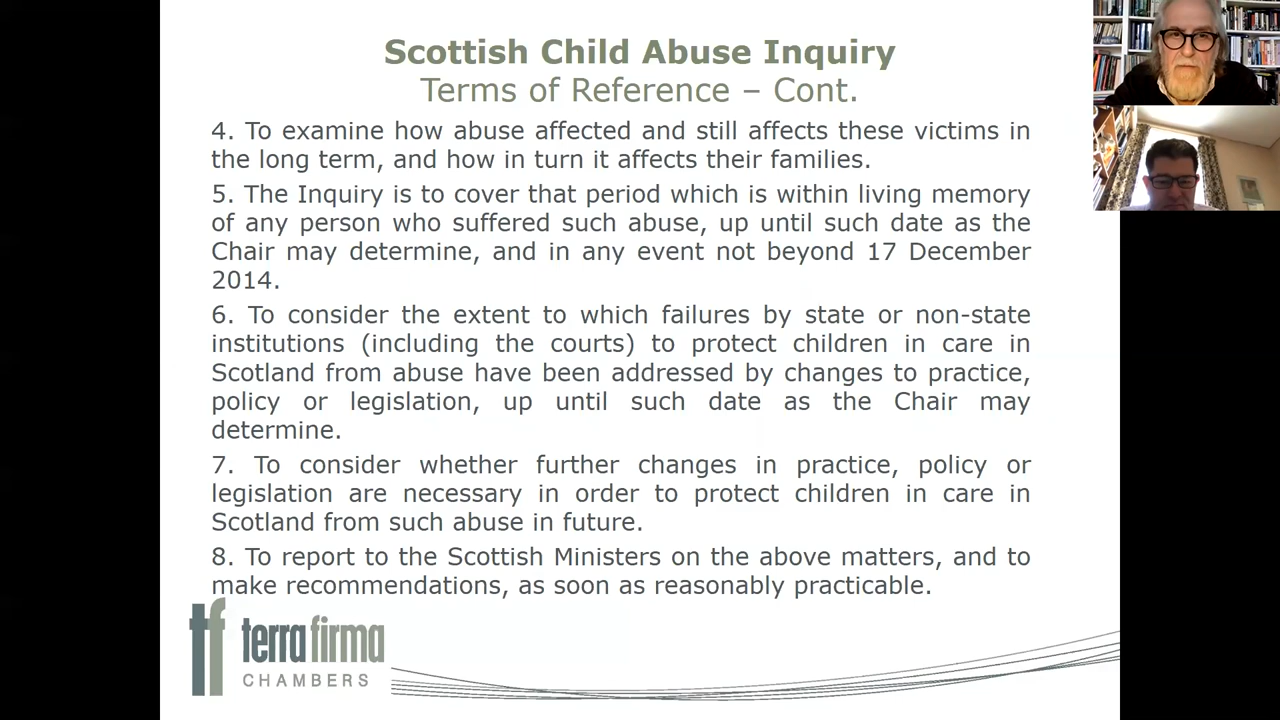 Scottish Child Abuse Inquiry
Terms of Reference – Cont.
4. To examine how abuse affected and still affects these victims in
the long term, and how in turn it affects their families.
5. The Inquiry is to cover that period which is within living memory
of any person who suffered such abuse, up until such date as the
Chair may determine, and in any event not beyond 17 December
2014.
6. To consider the extent to which failures by state or non-state
institutions (including the courts) to protect children in care in
Scotland from abuse have been addressed by changes to practice,
policy or legislation, up until such date as the Chair may
determine.
7. To consider whether further changes in practice, policy or
legislation are necessary in order to protect children in care in
Scotland from such abuse in future.
8. To report to the Scottish Ministers on the above matters, and to
make recommendations, as soon as reasonably practicable.
tf terra firma
CHAMBERS